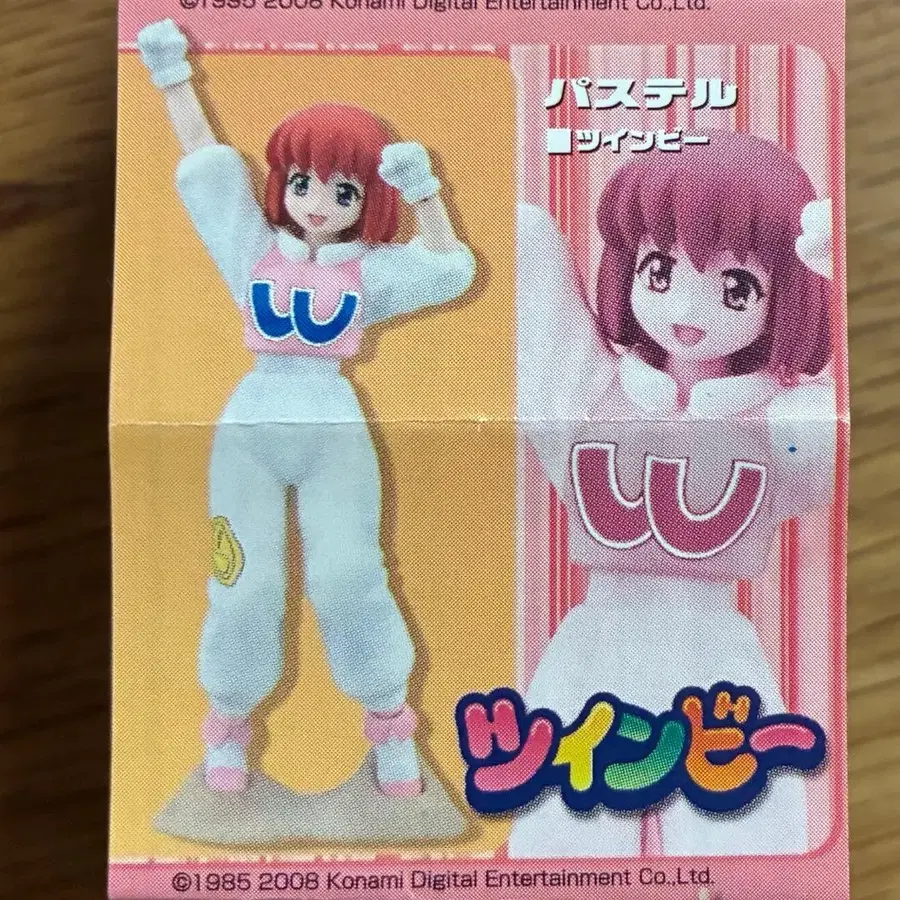 ©1985 2008 Konami Digital Entertainment Co.,Ltd.
パステル
■ツインビー
W
W
ツインビー
©1985 2008 Konami Digital Entertainment Co.,Ltd.